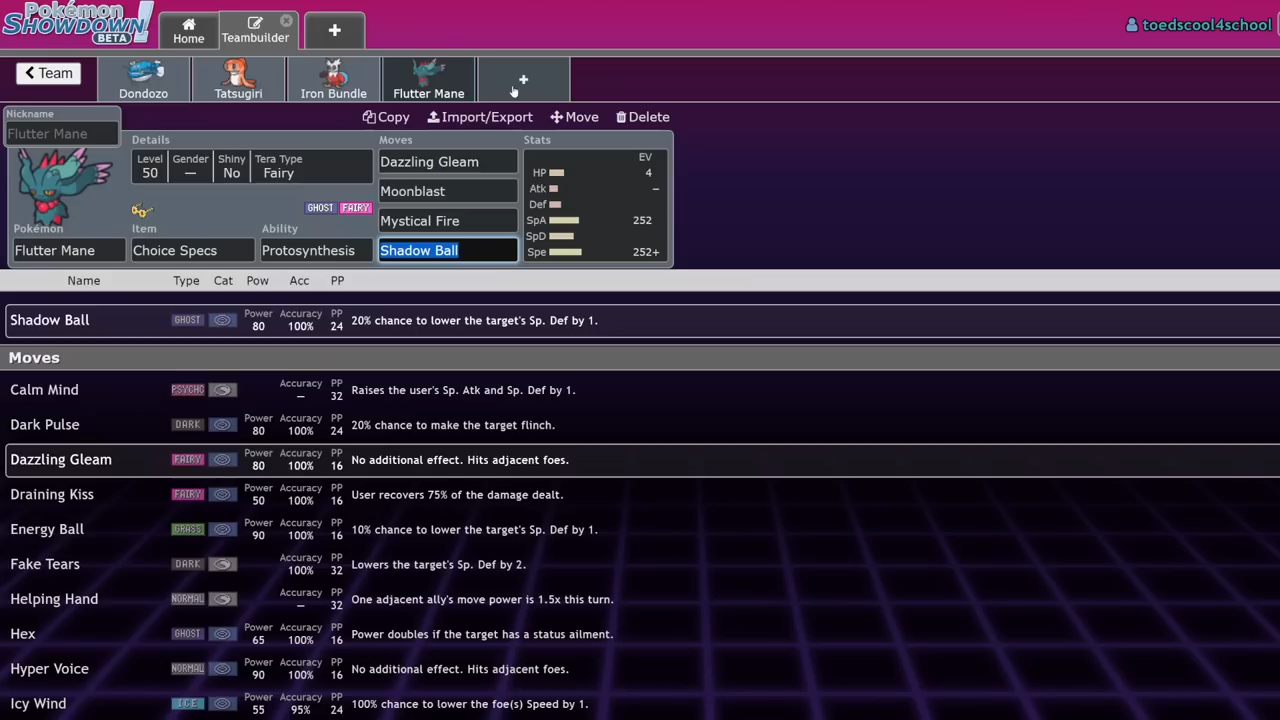 Pokémon
SHOWDOWN!
BETA
Home
Teambuilder
+
toedscool4school
Team
Dondozo
Tatsugiri
Iron Bundle
Flutter Mane
+
Copy
Import/Export
Move
Delete
Nickname
Flutter Mane
Details
Level
50
Gender
—
Shiny
No
Tera Type
Fairy
GHOST FAIRY
Pokémon
Flutter Mane
Item
Choice Specs
Ability
Protosynthesis
Moves
Dazzling Gleam
Moonblast
Mystical Fire
Shadow Ball
Stats
EV
HP 4
Atk –
Def
SpA 252
SpD
Spe 252+
Name Type Cat Pow Acc PP
Shadow Ball GHOST Power 80 Accuracy 100% PP 24 20% chance to lower the target's Sp. Def by 1.
Moves
Calm Mind PSYCHC Accuracy — PP 32 Raises the user's Sp. Atk and Sp. Def by 1.
Dark Pulse DARK Power 80 Accuracy 100% PP 24 20% chance to make the target flinch.
Dazzling Gleam FAIRY Power 80 Accuracy 100% PP 16 No additional effect. Hits adjacent foes.
Draining Kiss FAIRY Power 50 Accuracy 100% PP 16 User recovers 75% of the damage dealt.
Energy Ball GRASS Power 90 Accuracy 100% PP 16 10% chance to lower the target's Sp. Def by 1.
Fake Tears DARK Accuracy 100% PP 32 Lowers the target's Sp. Def by 2.
Helping Hand NORMAL Accuracy — PP 32 One adjacent ally's move power is 1.5x this turn.
Hex GHOST Power 65 Accuracy 100% PP 16 Power doubles if the target has a status ailment.
Hyper Voice NORMAL Power 90 Accuracy 100% PP 16 No additional effect. Hits adjacent foes.
Icy Wind ICE Power 55 Accuracy 95% PP 24 100% chance to lower the foe(s) Speed by 1.